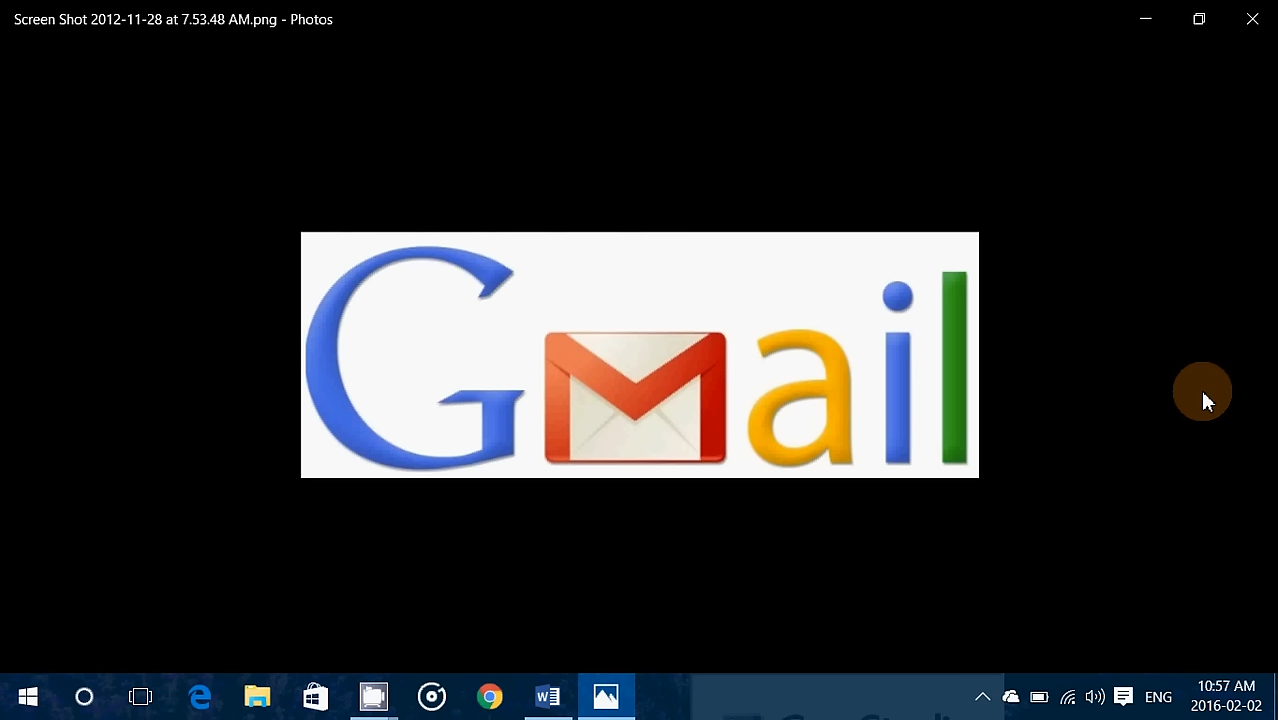 Screen Shot 2012-11-28 at 7.53.48 AM.png - Photos
Gmail
ENG
10:57 AM
2016-02-02